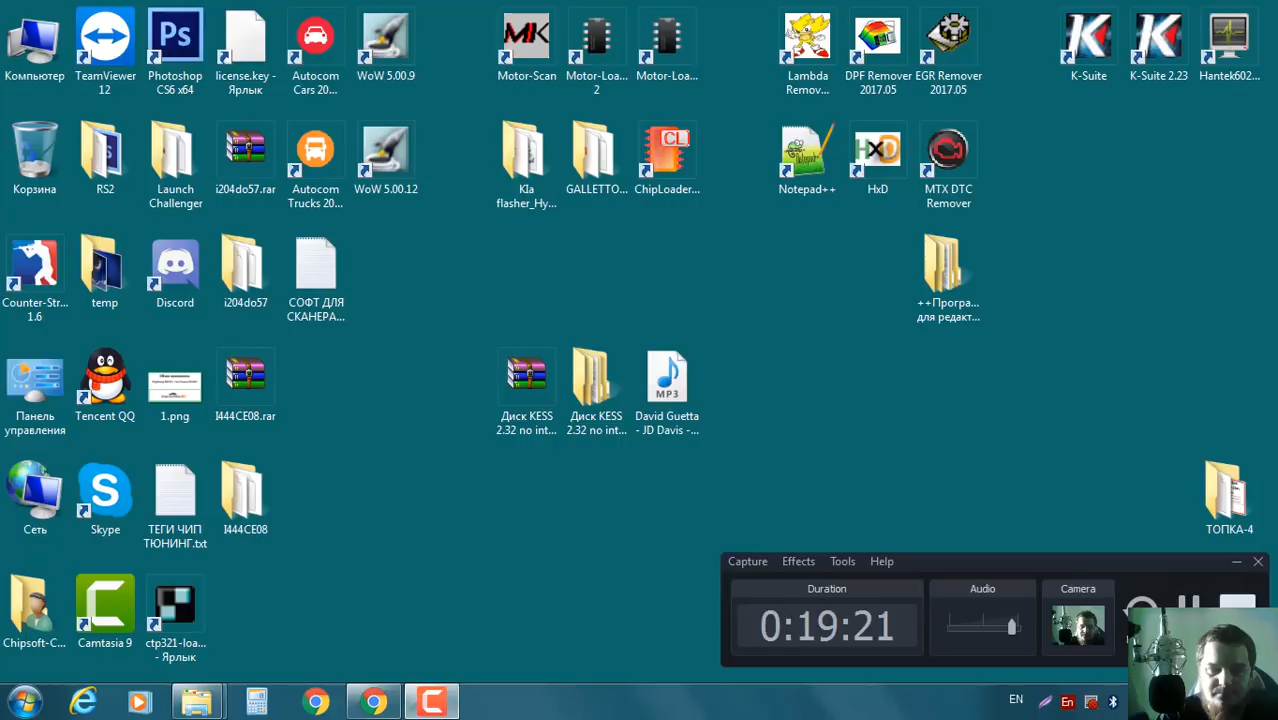 Компьютер
TeamViewer
12
Photoshop
CS6 x64
license.key -
Ярлык
Autocom
Cars 20...
WoW 5.00.9
MK
Motor-Scan
Motor-Loa...
2
Motor-Loa...
Lambda
Remov...
DPF Remover
2017.05
EGR Remover
2017.05
K-Suite
K-Suite 2.23
Hantek602...
Корзина
RS2
Launch
Challenger
i204do57.rar
Autocom
Trucks 20...
WoW 5.00.12
KIa
flasher_Hy...
GALLETTO...
CL
ChipLoader...
Notepad++
HxD
HxD
MTX DTC
Remover
Counter-Str...
1.6
temp
Discord
i204do57
СОФТ ДЛЯ
СКАНЕРА...
++Програ...
для редакт...
Панель
управления
Tencent QQ
1.png
I444CE08.rar
Диск KESS
2.32 no int...
Диск KESS
2.32 no int...
MP3
David Guetta
- JD Davis -...
Сеть
Skype
ТЕГИ ЧИП
ТЮНИНГ.txt
I444CE08
ТОПКА-4
Chipsoft-C...
Camtasia 9
ctp321-loa...
- Ярлык
Capture
Effects
Tools
Help
Duration
Audio
Camera
0:19:21
EN
En